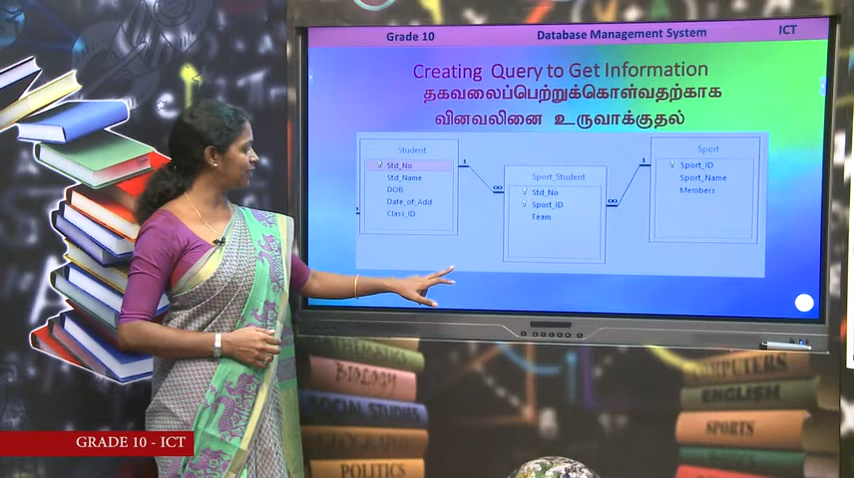 Grade 10 Database Management System ICT
Creating Query to Get Information
தகவலைப்பெற்றுக்கொள்வதற்காக
வினவலினை உருவாக்குதல்
Student
Std_No
Std_Name
DOB
Date_of_Add
Class_ID
1
∞
Sport_Student
Std_No
Sport_ID
Team
∞
1
Sport
Sport_ID
Sport_Name
Members
MATHEMATICS
BIOLOGY
SOCIAL STUDIES
GEOGRAPHY
POLITICS
COMPUTERS
ENGLISH
SPORTS
GRADE 10 - ICT